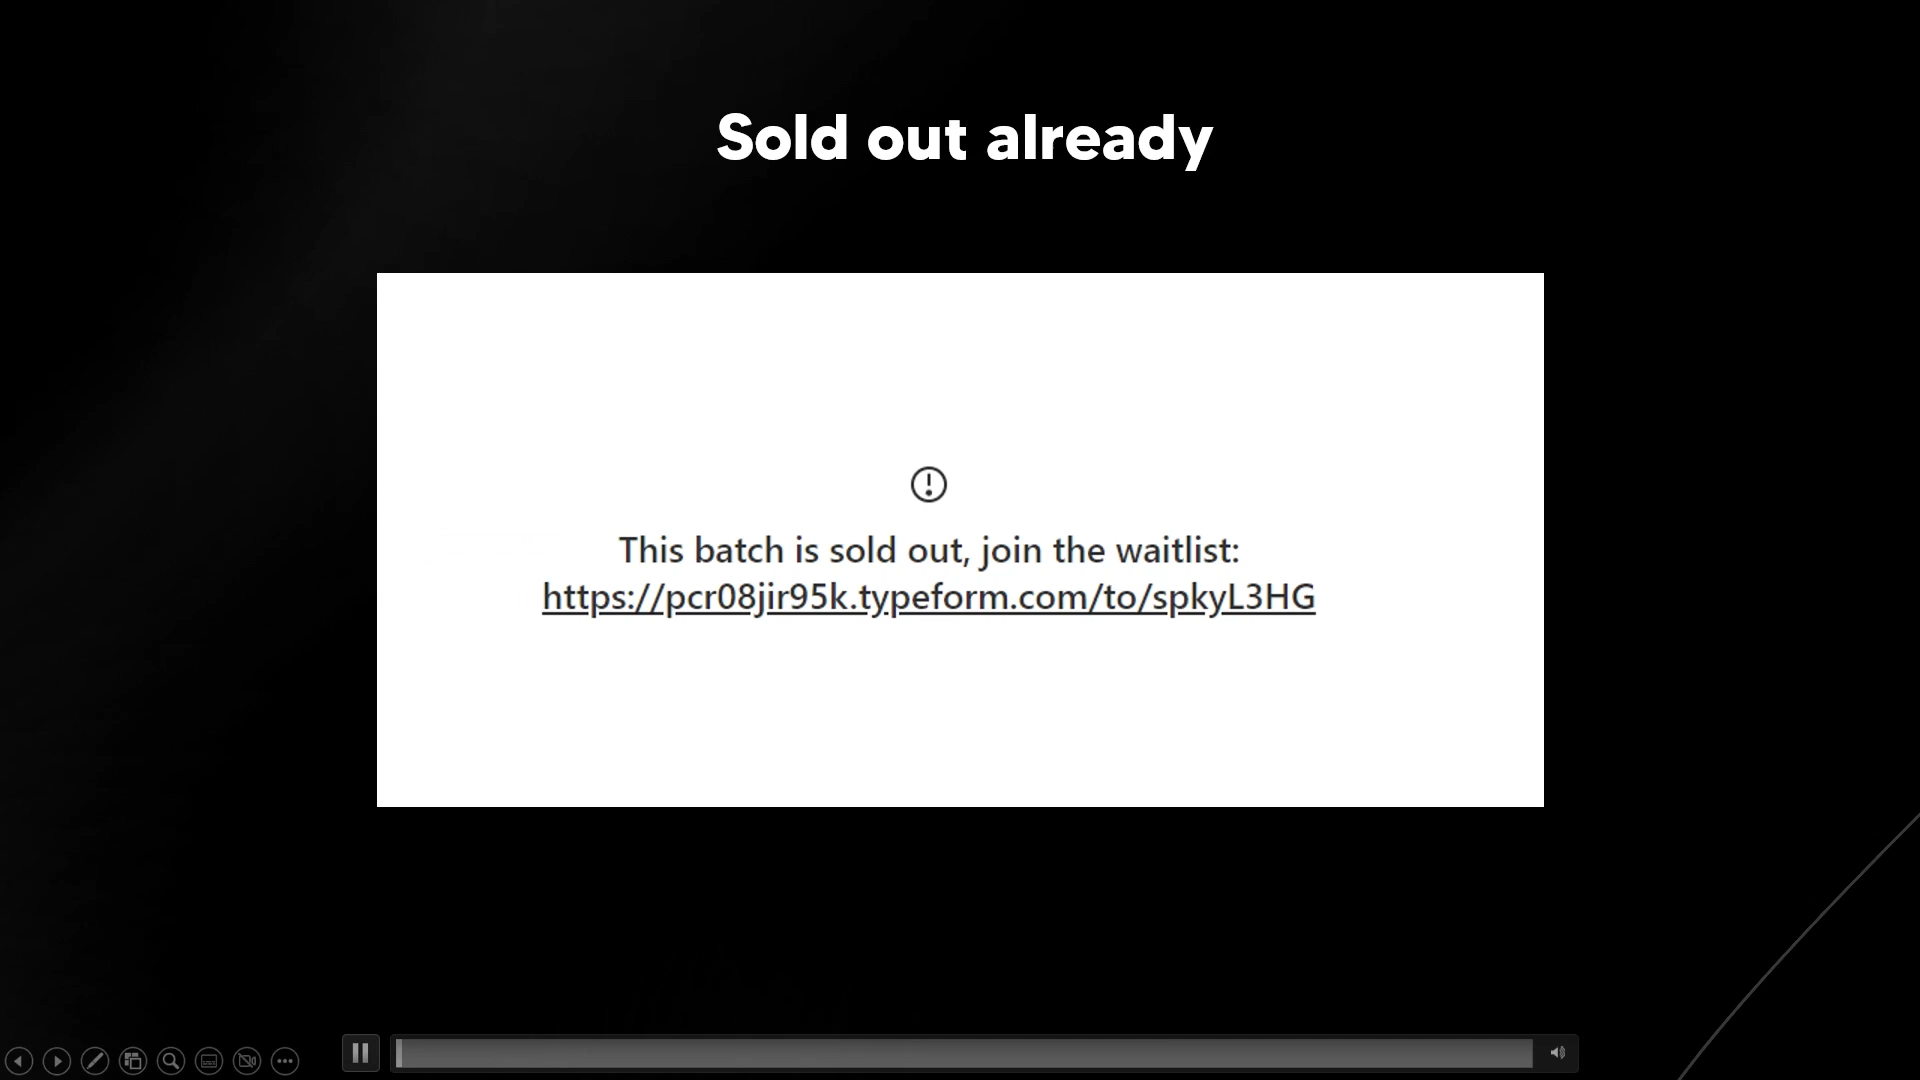 Sold out already
This batch is sold out, join the waitlist:
https://pcr08jir95k.typeform.com/to/spkyL3HG